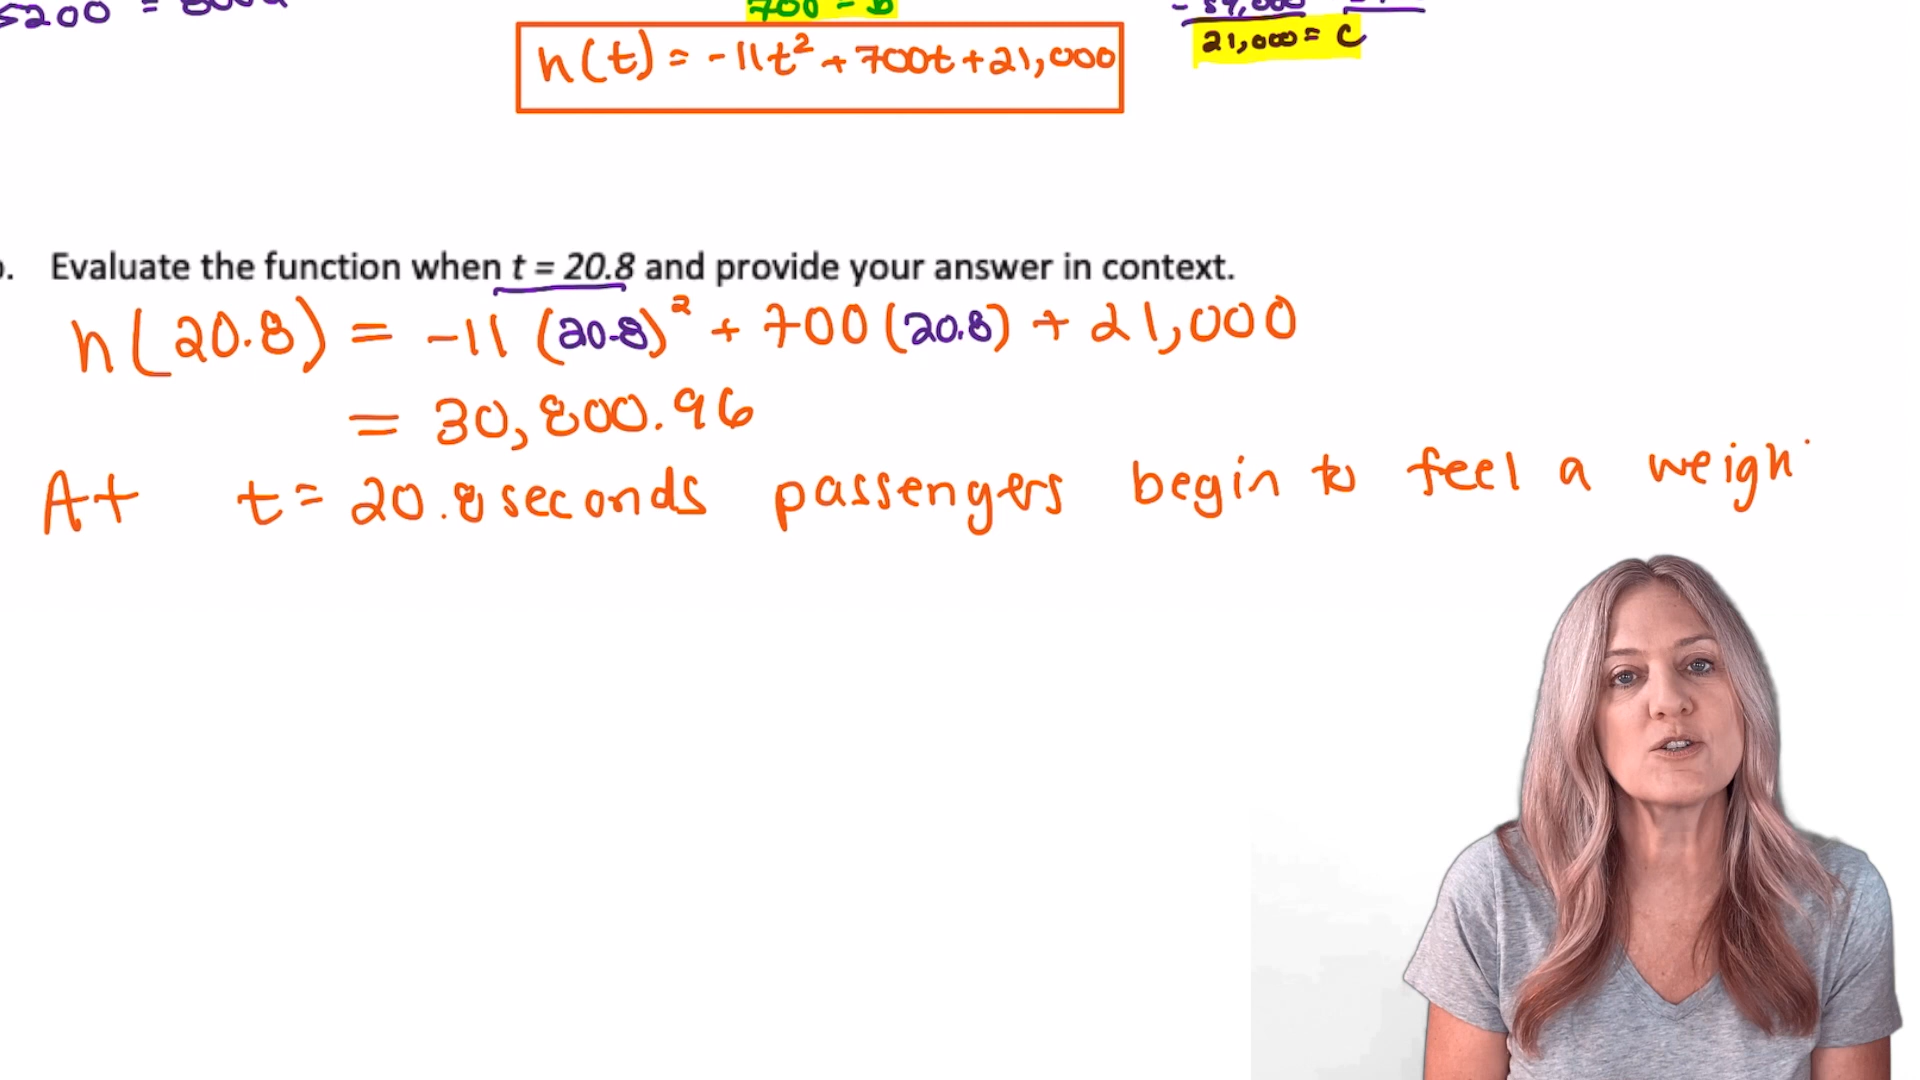 5200 =
700 = b
21,000 = C
h(t) = -11t² + 700t + 21,000
. Evaluate the function when t = 20.8 and provide your answer in context.
h(20.8) = -11(20.8)² + 700(20.8) + 21,000
= 30,800.96
At t = 20.8 seconds passengers begin to feel a weigh